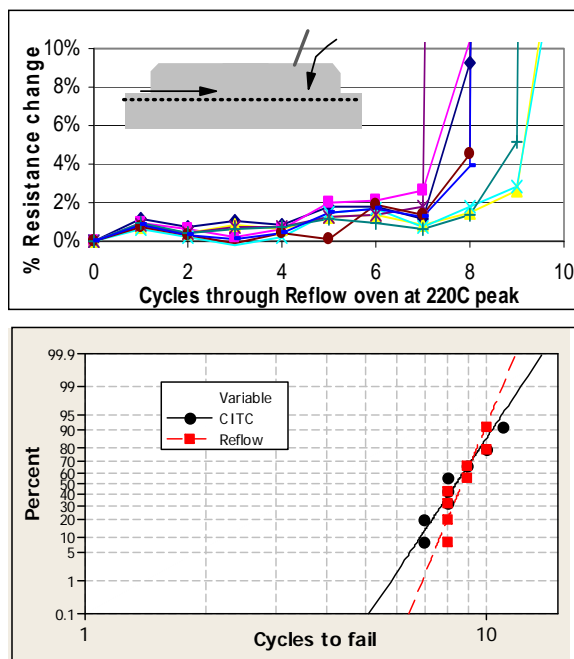 % Resistance change
10%
8%
6%
4%
2%
0%
0 2 4 6 8 10
Cycles through Reflow oven at 220C peak
Percent
99.9
99
95
90
80
70
60
50
40
30
20
10
5
1
0.1
Variable
CITC
Reflow
1 10
Cycles to fail